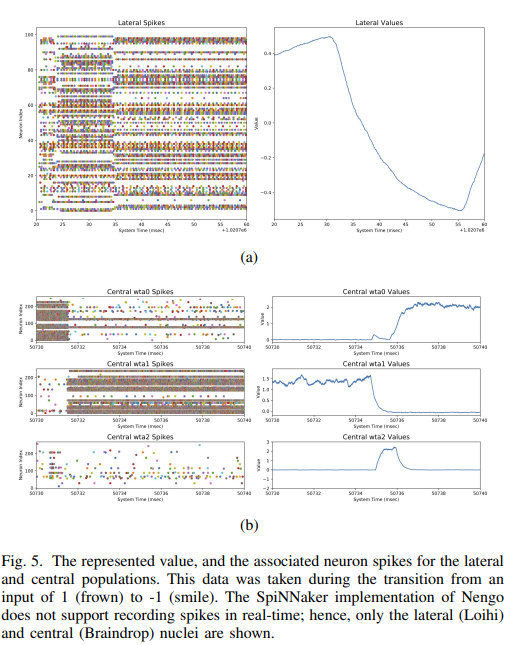 Lateral Spikes
Lateral Values
Neuron Index
100
80
60
40
20
0
20 25 30 35 40 45 50 55 60
System Time (msec)
+1.0207e6
Value
0.4
0.2
0.0
−0.2
−0.4
20 25 30 35 40 45 50 55 60
System Time (msec)
+1.0207e6
(a)
Central wta0 Spikes
Central wta0 Values
Neuron Index
200
100
0
50730 50732 50734 50736 50738 50740
System Time (msec)
Value
2
1
0
50730 50732 50734 50736 50738 50740
System Time (msec)
Central wta1 Spikes
Central wta1 Values
Neuron Index
200
100
0
50730 50732 50734 50736 50738 50740
System Time (msec)
Value
1.5
1.0
0.5
0.0
50730 50732 50734 50736 50738 50740
System Time (msec)
Central wta2 Spikes
Central wta2 Values
Neuron Index
200
100
0
50730 50732 50734 50736 50738 50740
System Time (msec)
Value
3
2
1
0
−1
−2
50730 50732 50734 50736 50738 50740
System Time (msec)
(b)
Fig. 5. The represented value, and the associated neuron spikes for the lateral
and central populations. This data was taken during the transition from an
input of 1 (frown) to -1 (smile). The SpiNNaker implementation of Nengo
does not support recording spikes in real-time; hence, only the lateral (Loihi)
and central (Braindrop) nuclei are shown.